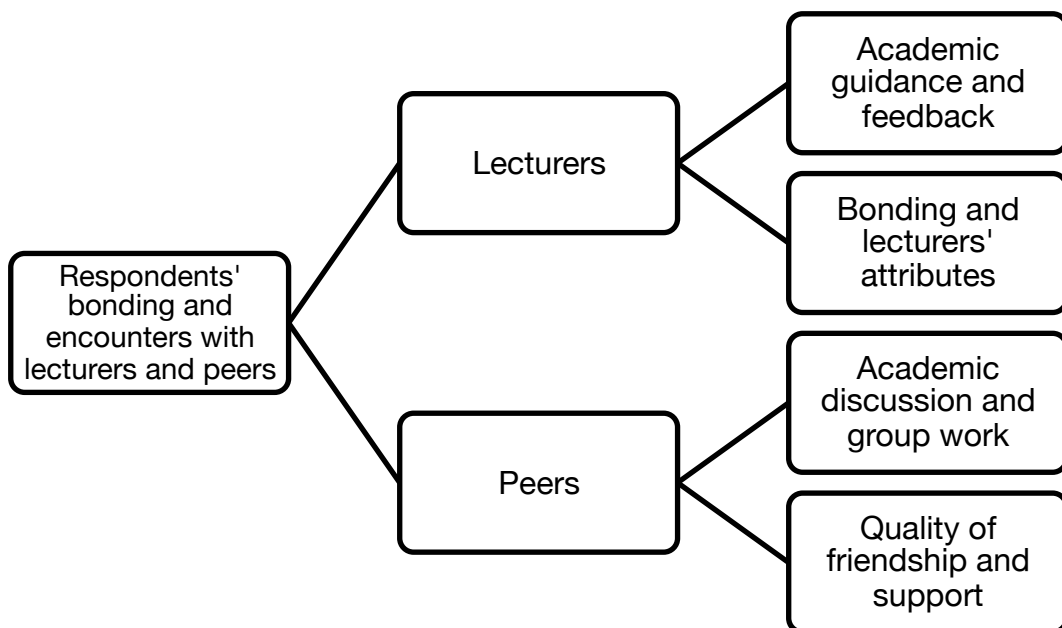 Respondents'
bonding and
encounters with
lecturers and peers
Lecturers
Academic
guidance and
feedback
Bonding and
lecturers'
attributes
Peers
Academic
discussion and
group work
Quality of
friendship and
support